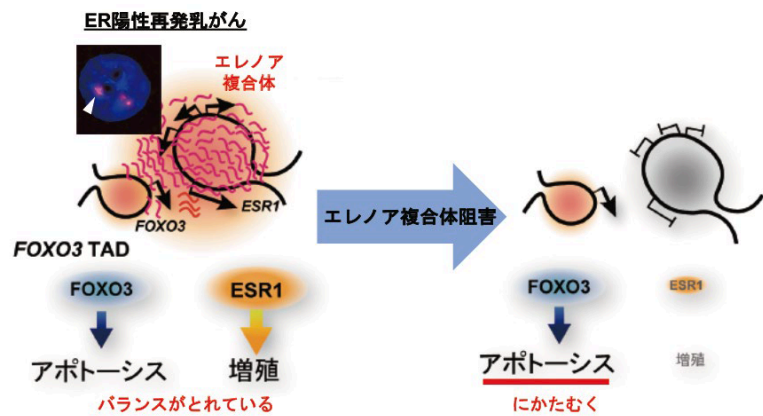 ER陽性再発乳がん
エレノア
複合体
FOXO3
ESR1
FOXO3 TAD
FOXO3
ESR1
アポトーシス
増殖
バランスがとれている
エレノア複合体阻害
FOXO3
ESR1
アポトーシス
増殖
にかたむく